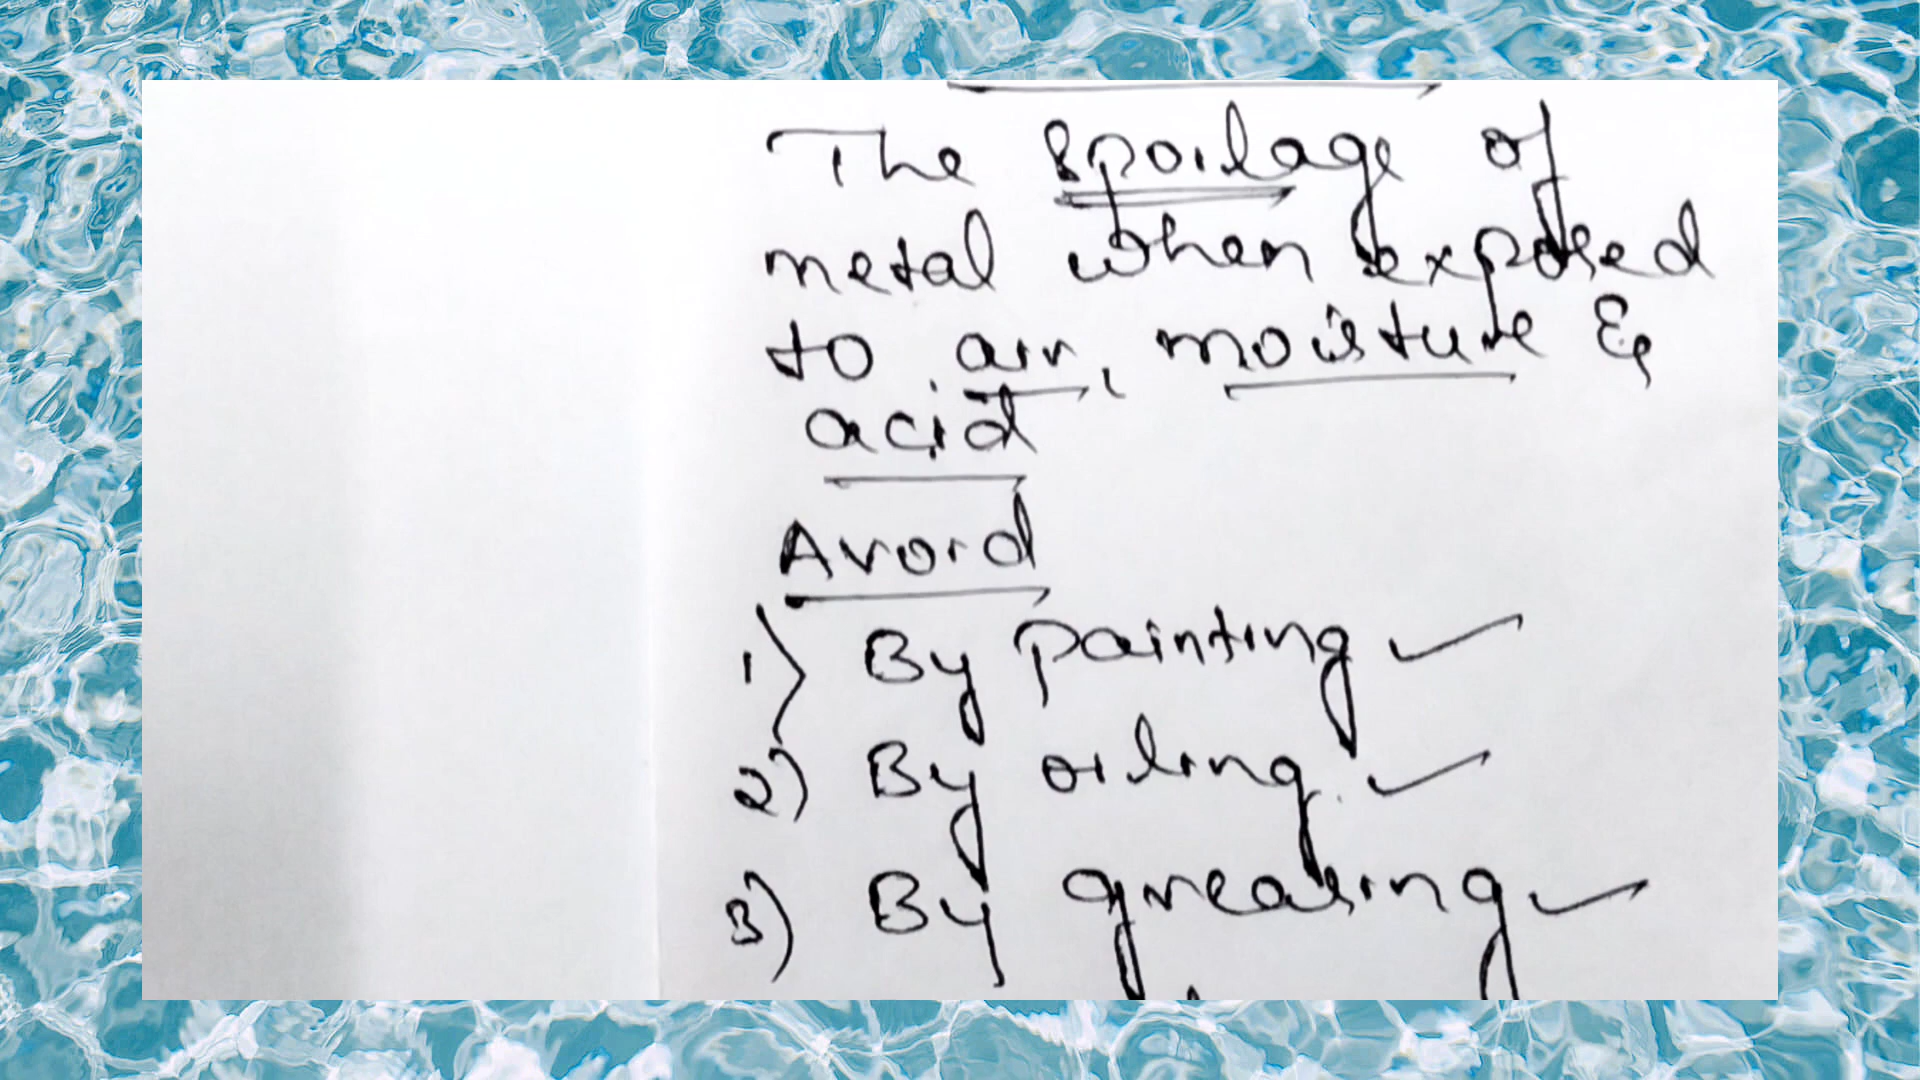 The spoilage of
metal when exposed
to air, moisture &
acid
Avoid
1) By painting
2) By oiling
3) By greasing